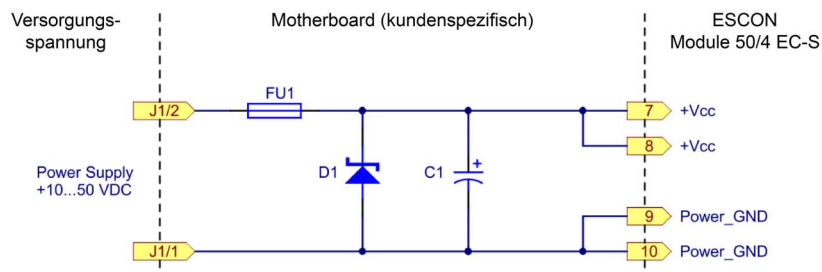 Versorgungs-
spannung
Motherboard (kundenspezifisch)
ESCON
Module 50/4 EC-S
FU1
J1/2
7 +Vcc
8 +Vcc
Power Supply
+10...50 VDC
D1
C1
+
9 Power_GND
J1/1
10 Power_GND